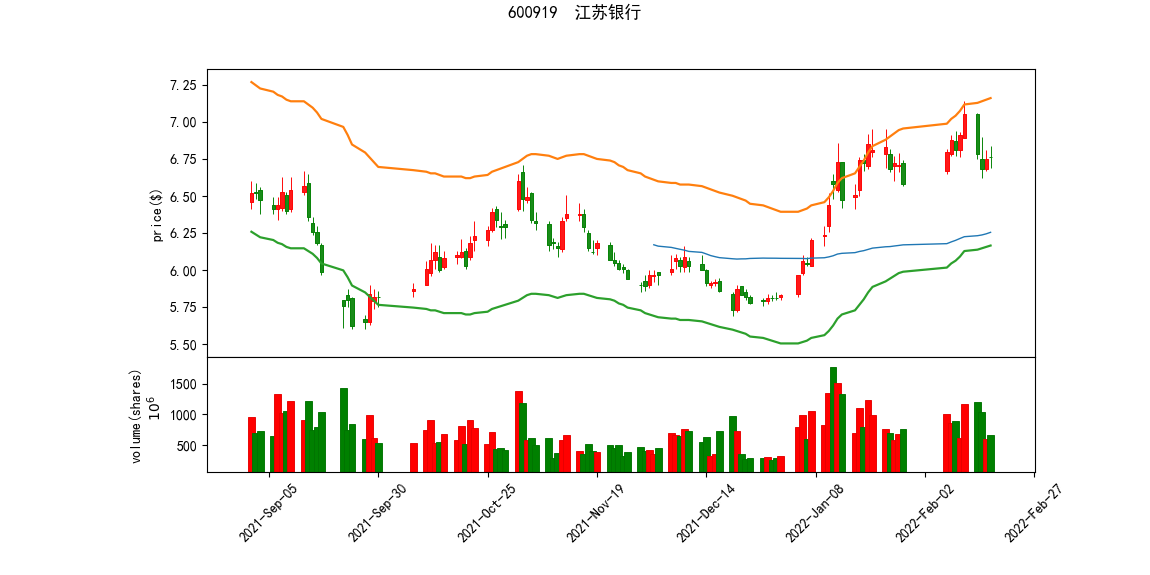 600919 江苏银行
7.25
7.00
6.75
6.50
6.25
6.00
5.75
5.50
price($)
1500
1000
500
volume(shares)
10^6
2021-Sep-05
2021-Sep-30
2021-Oct-25
2021-Nov-19
2021-Dec-14
2022-Jan-08
2022-Feb-02
2022-Feb-27